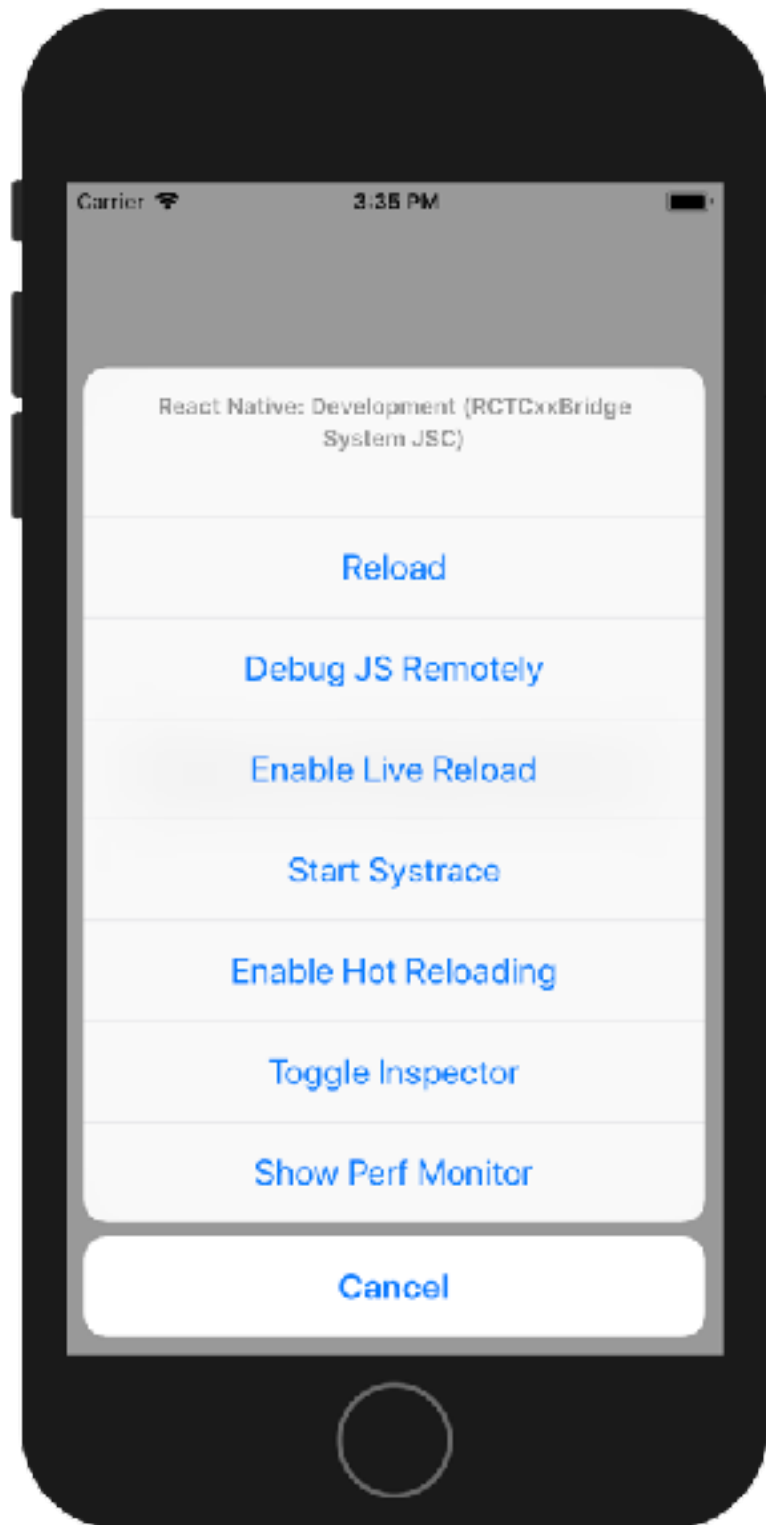 Carrier 3:35 PM
React Native: Development (RCTCxxBridge
System JSC)
Reload
Debug JS Remotely
Enable Live Reload
Start Systrace
Enable Hot Reloading
Toggle Inspector
Show Perf Monitor
Cancel